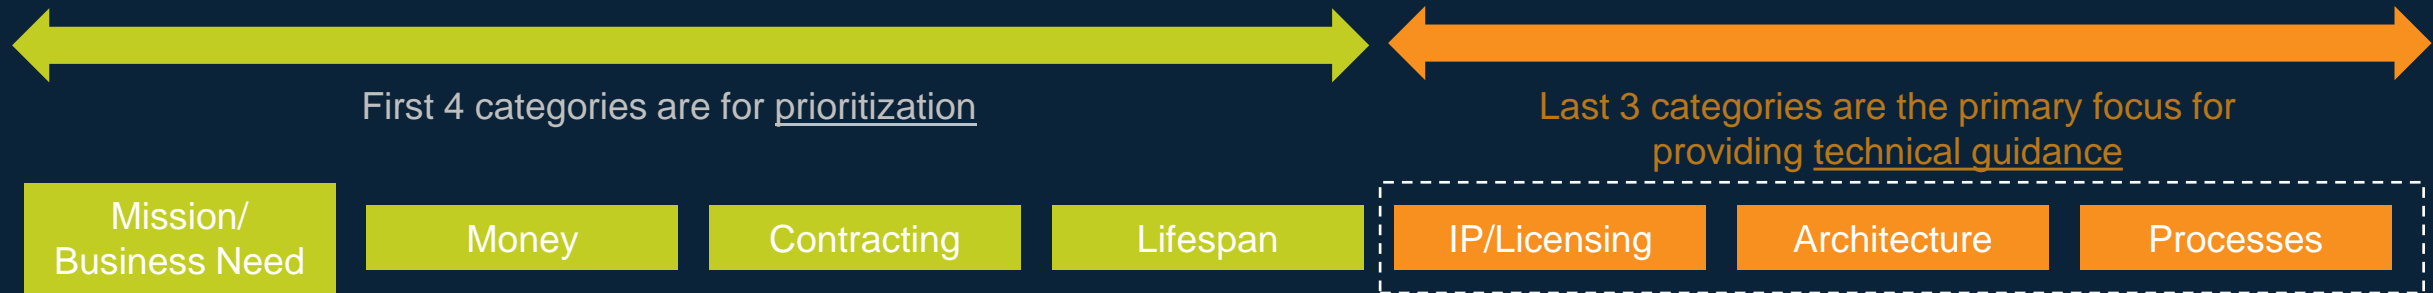 First 4 categories are for prioritization
Last 3 categories are the primary focus for
providing technical guidance
Mission/
Business Need
Money
Contracting
Lifespan
IP/Licensing
Architecture
Processes